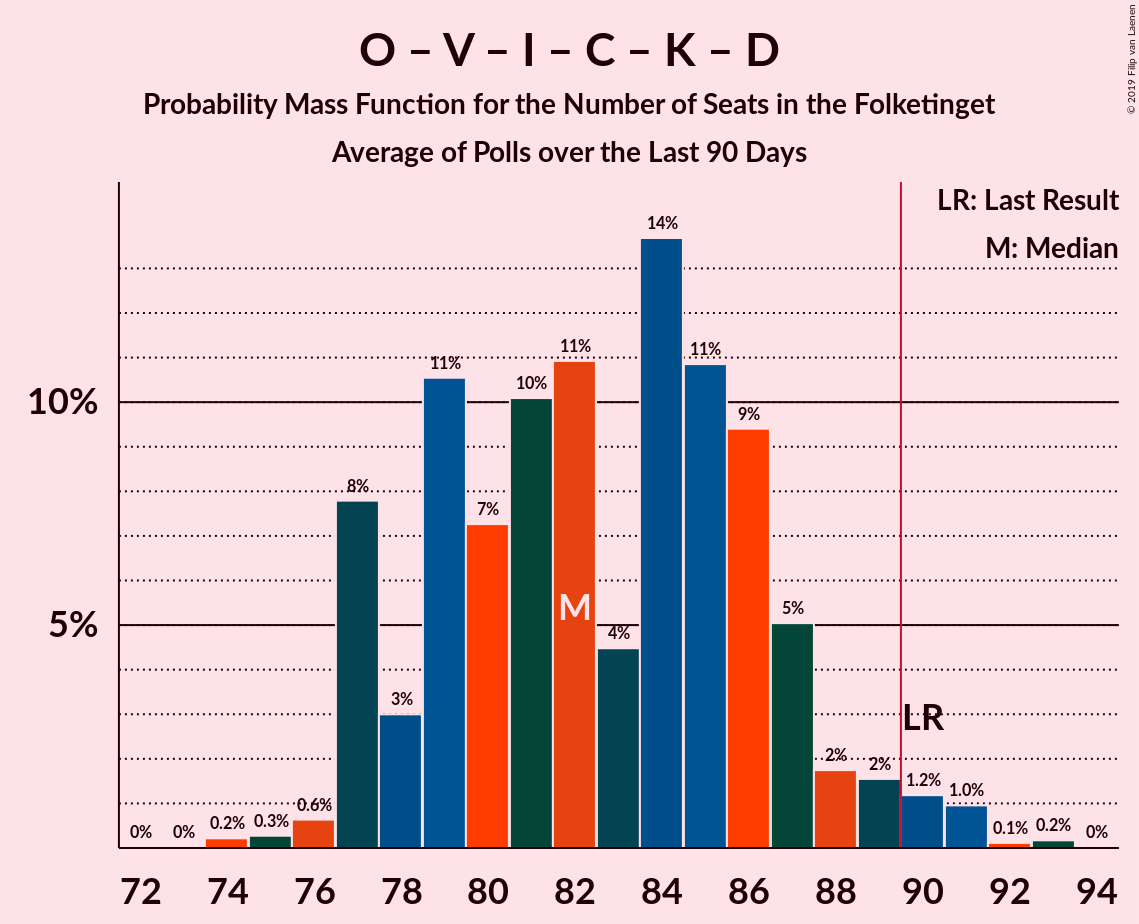 O – V – I – C – K – D
Probability Mass Function for the Number of Seats in the Folketinget
Average of Polls over the Last 90 Days
© 2019 Filip van Laenen
LR: Last Result
M: Median
10%
5%
0%
0%
0.2%
0.3%
0.6%
8%
3%
11%
7%
10%
11%
4%
14%
11%
9%
5%
2%
2%
1.2%
1.0%
0.1%
0.2%
0%
M
LR
72 74 76 78 80 82 84 86 88 90 92 94